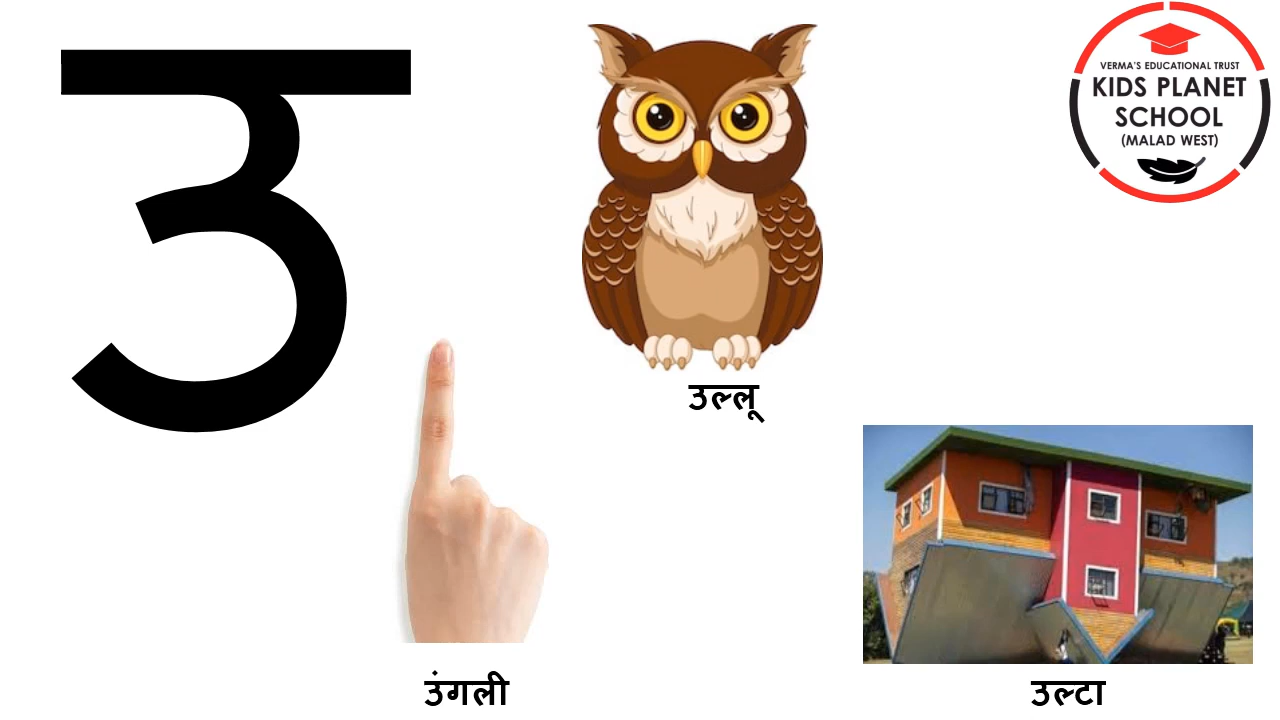 उ
VERMA'S EDUCATIONAL TRUST
KIDS PLANET
SCHOOL
(MALAD WEST)
उल्लू
उंगली
उल्टा